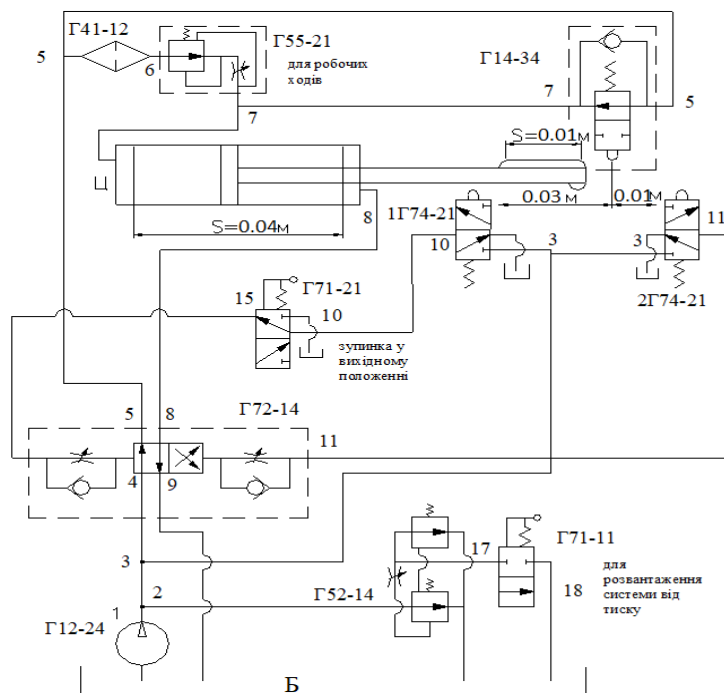 Г41-12
5
6
Г55-21
для робочих
ходів
Г14-34
7
7
5
S=0.01м
Ц
8
1Г74-21
0.03 м
0.01м
11
S=0.04м
10
3
3
2Г74-21
Г71-21
15
10
зупинка у
вихідному
положенні
5
8
Г72-14
11
4
9
3
2
17
Г71-11
для
розвантаження
системи від
тиску
18
Г52-14
1
Г12-24
Б